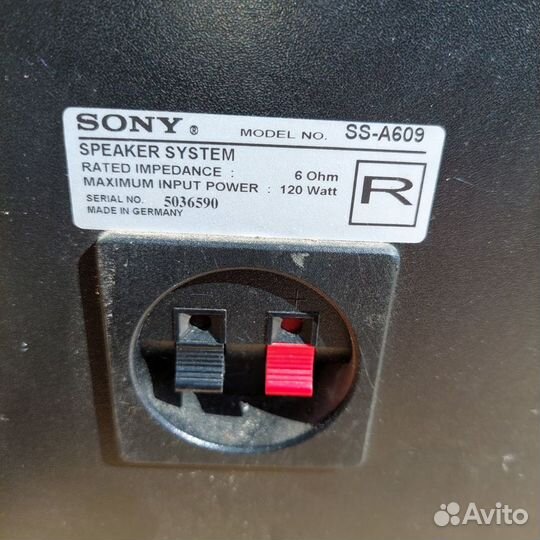 SONY ® MODEL NO. SS-A609
SPEAKER SYSTEM
RATED IMPEDANCE : 6 Ohm
MAXIMUM INPUT POWER : 120 Watt
SERIAL NO. 5036590
MADE IN GERMANY
R
Avito